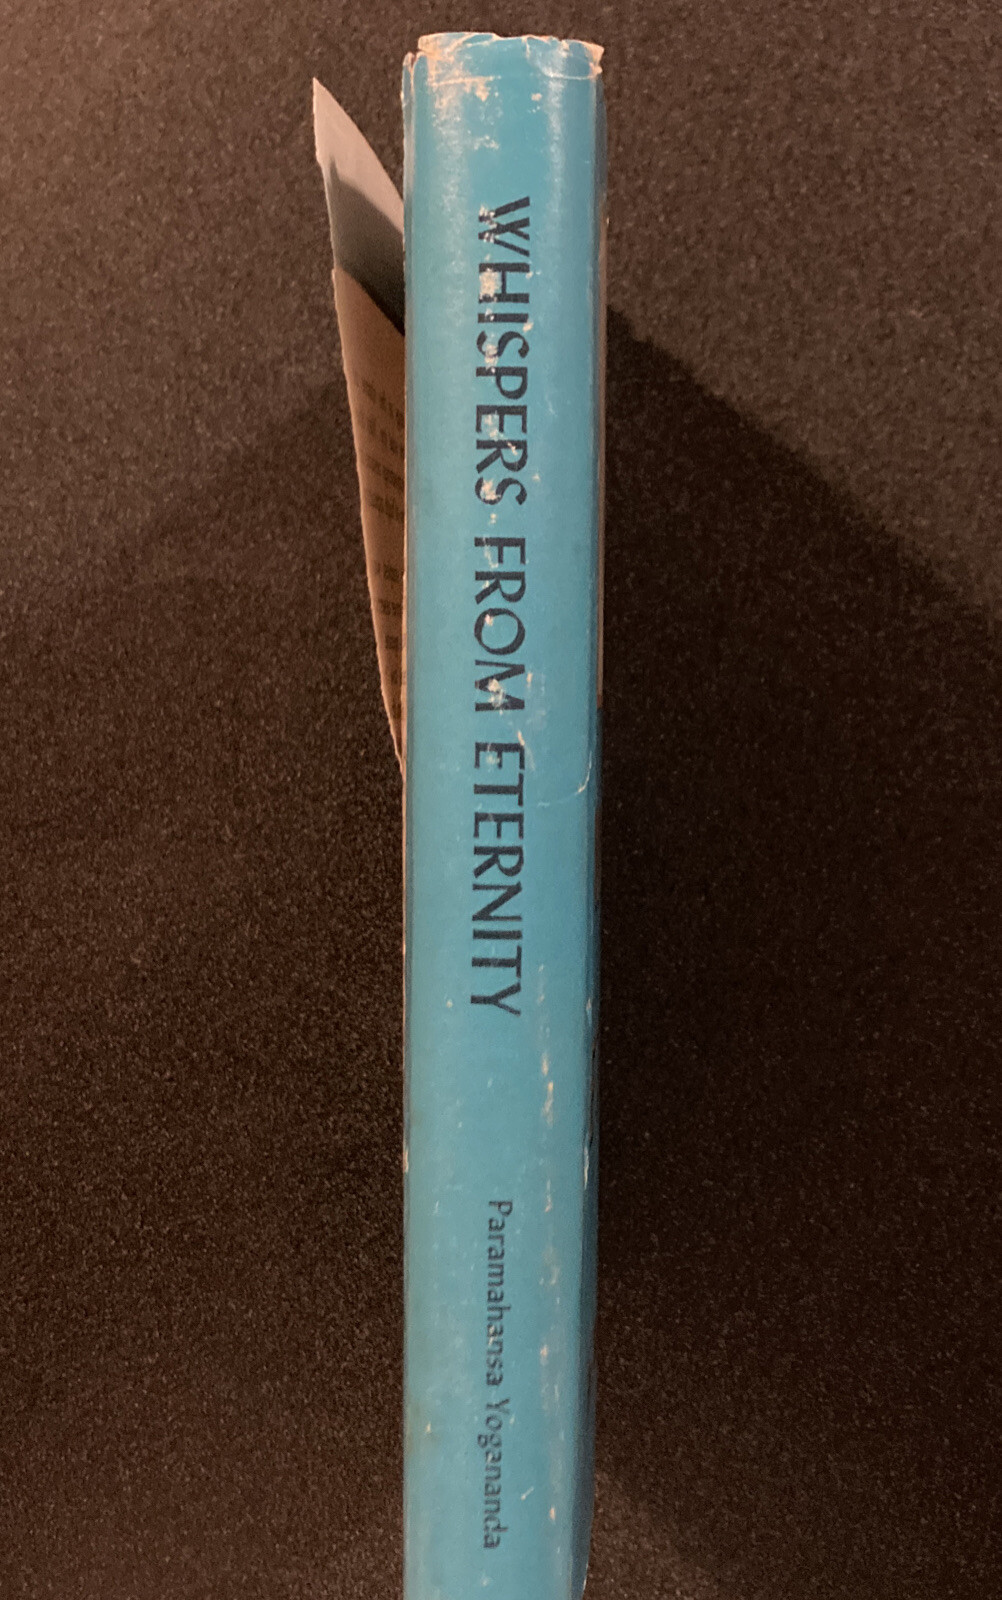 WHISPERS FROM ETERNITY
Paramahansa Yogananda